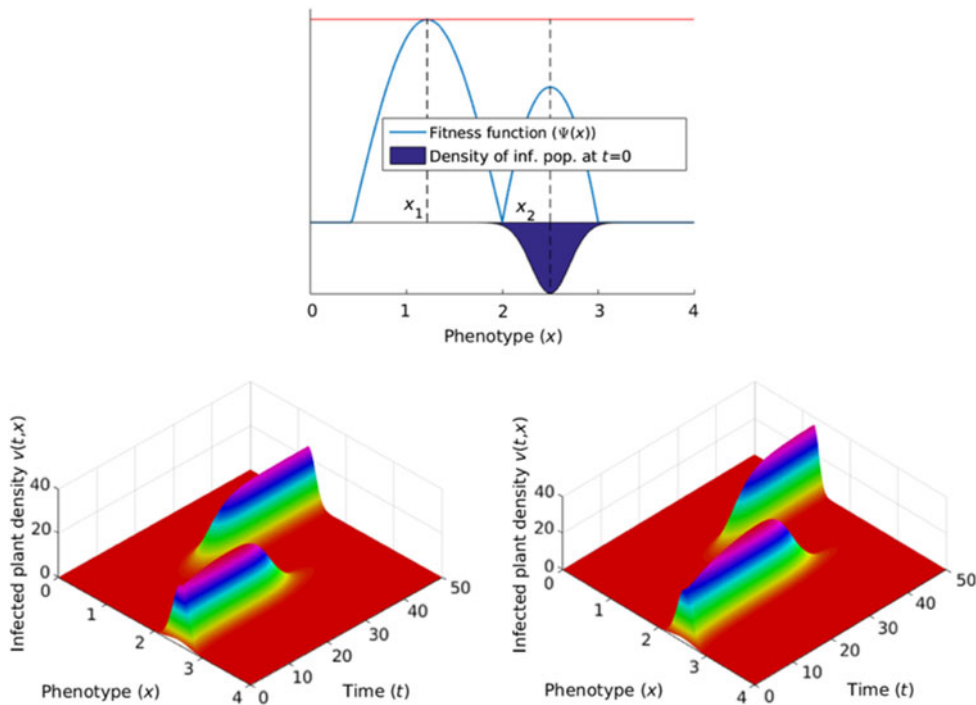 Fitness function (Ψ(x))
Density of inf. pop. at t=0
x1
x2
0 1 2 3 4
Phenotype (x)
Infected plant density v(t,x)
40
20
0
0
1
2
3
4
Phenotype (x)
0
10
20
30
40
50
Time (t)
Infected plant density v(t,x)
40
20
0
0
1
2
3
4
Phenotype (x)
0
10
20
30
40
50
Time (t)